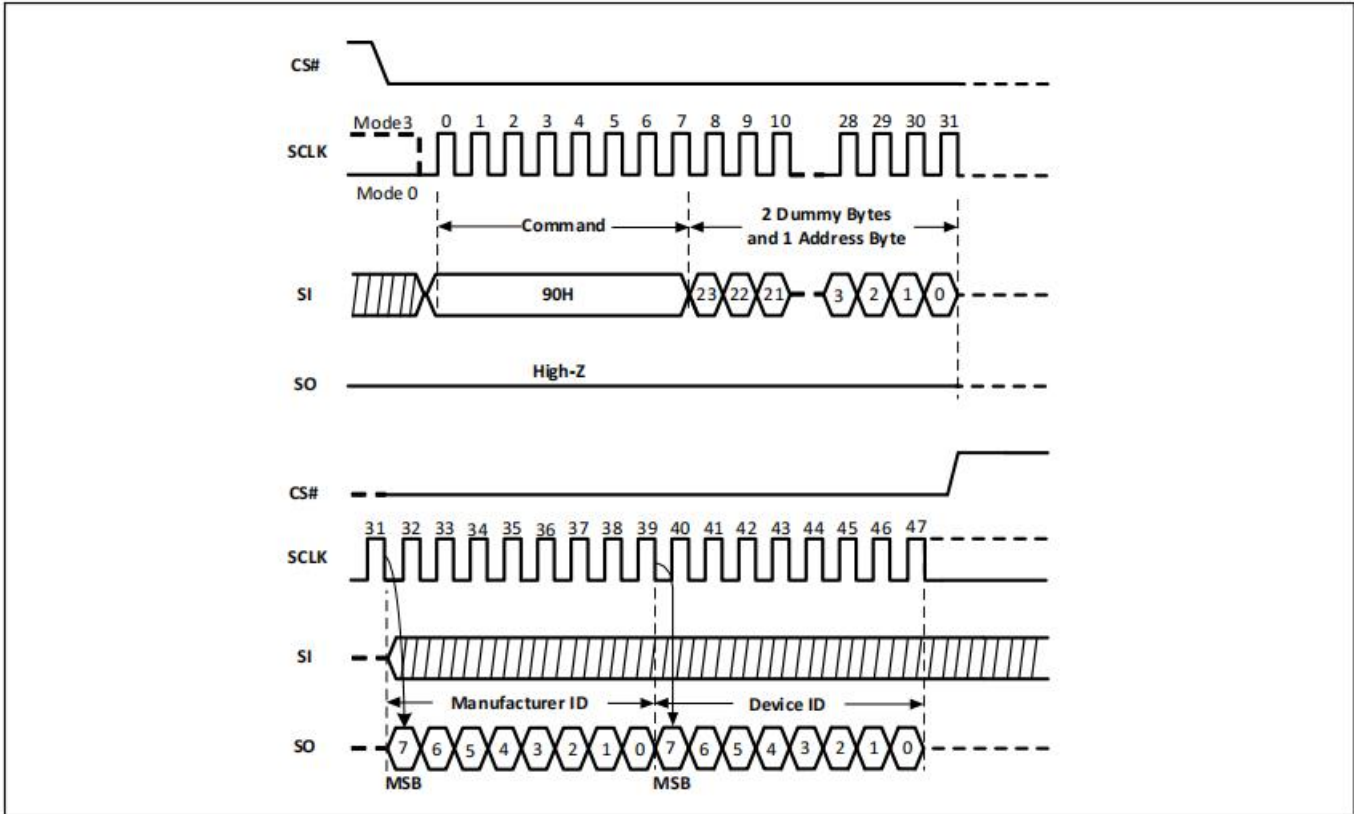 CS#
Mode3 0 1 2 3 4 5 6 7 8 9 10 28 29 30 31
SCLK
Mode 0
Command 2 Dummy Bytes
and 1 Address Byte
SI 90H 23 22 21 3 2 1 0
High-Z
SO
CS#
31 32 33 34 35 36 37 38 39 40 41 42 43 44 45 46 47
SCLK
SI
Manufacturer ID Device ID
SO 7 6 5 4 3 2 1 0 7 6 5 4 3 2 1 0
MSB MSB